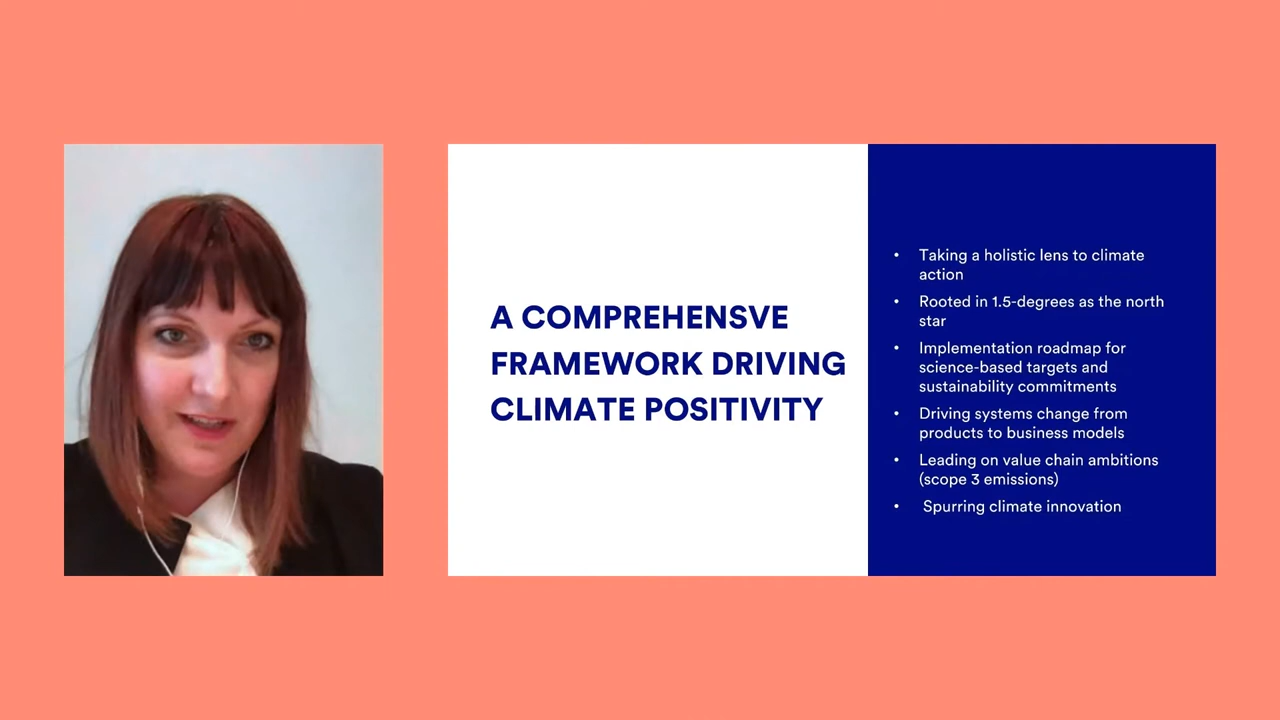 A COMPREHENSVE
FRAMEWORK DRIVING
CLIMATE POSITIVITY
• Taking a holistic lens to climate
action
• Rooted in 1.5-degrees as the north
star
• Implementation roadmap for
science-based targets and
sustainability commitments
• Driving systems change from
products to business models
• Leading on value chain ambitions
(scope 3 emissions)
• Spurring climate innovation